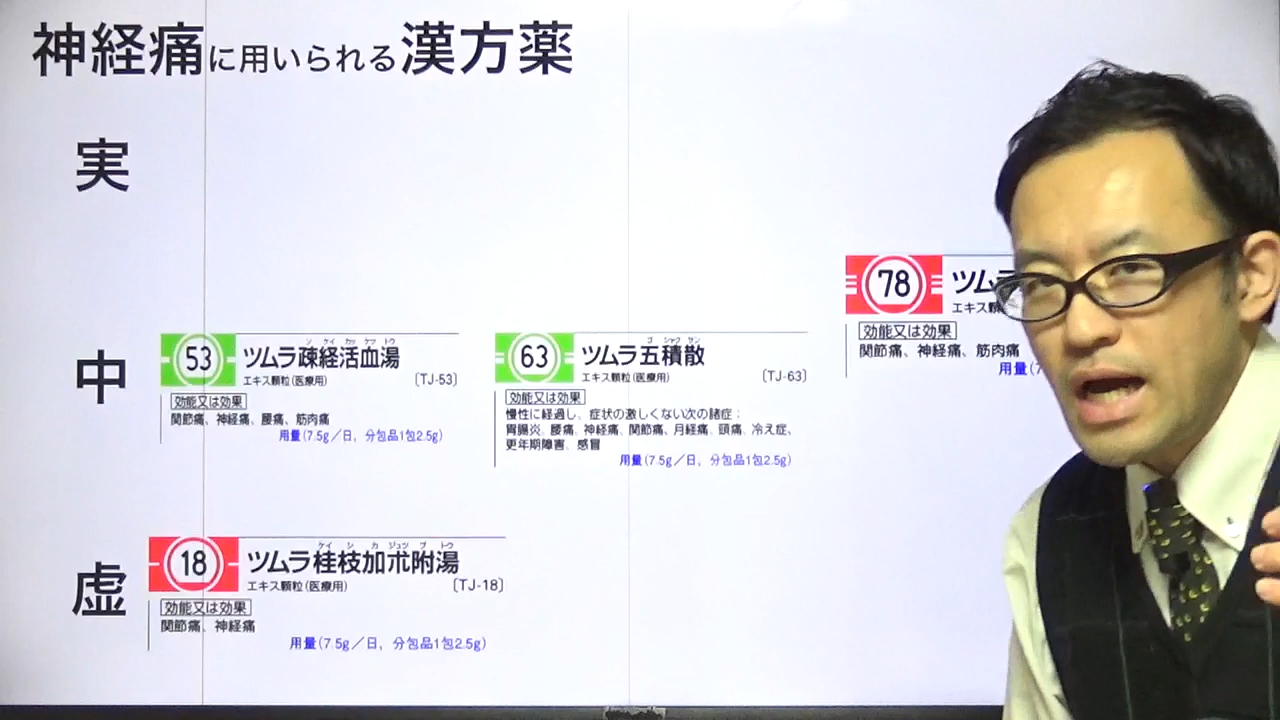 神経痛に用いられる漢方薬
実
78
ツム
エキス顆
効能又は効果
関節痛、神経痛、筋肉痛
用量(7
中
53
ソ ケイ カッ ケツ トウ
ツムラ疎経活血湯
エキス顆粒(医療用)
〔TJ-53〕
効能又は効果
関節痛、神経痛、腰痛、筋肉痛
用量(7.5g/日, 分包品1包2.5g)
63
ゴ シャク サン
ツムラ五積散
エキス顆粒(医療用)
〔TJ-63〕
効能又は効果
慢性に経過し、症状の激しくない次の諸症:
胃腸炎、腰痛、神経痛、関節痛、月経痛、頭痛、冷え症、
更年期障害、感冒
用量(7.5g/日, 分包品1包2.5g)
虚
18
ケイ シ カ ジュツ ブ トウ
ツムラ桂枝加朮附湯
エキス顆粒(医療用)
〔TJ-18〕
効能又は効果
関節痛、神経痛
用量(7.5g/日, 分包品1包2.5g)